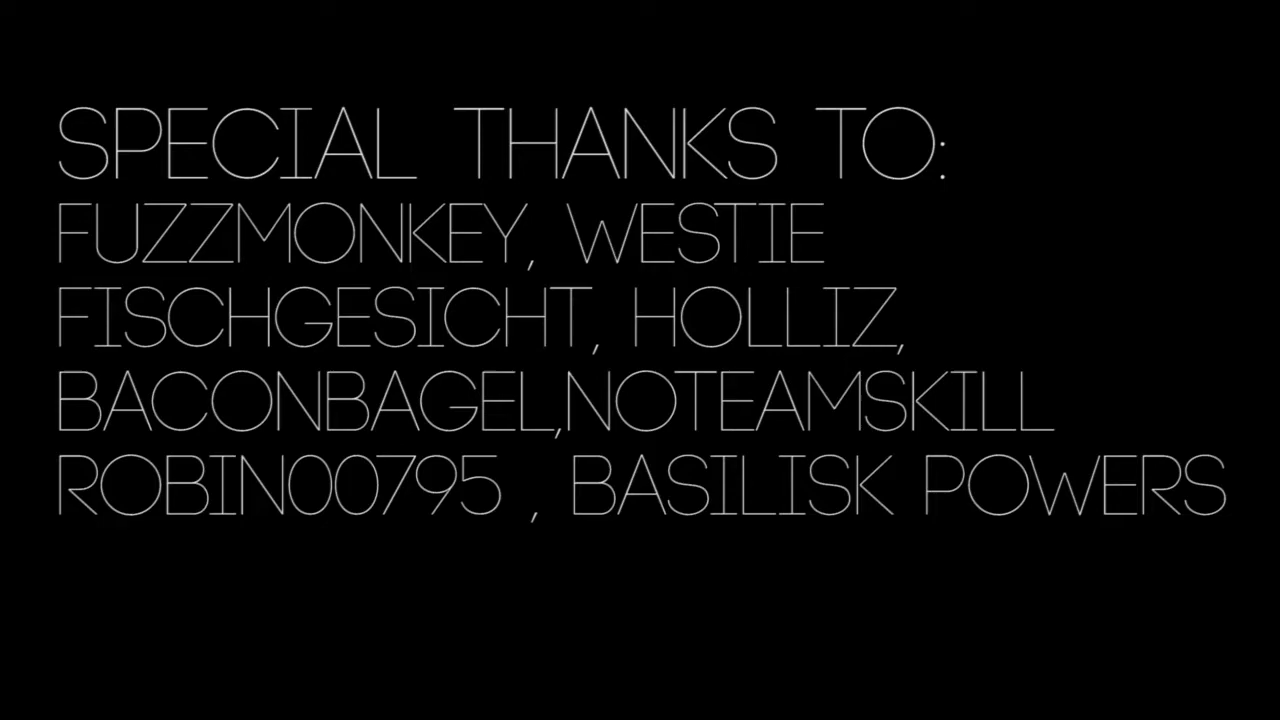 SPECIAL THANKS TO:
FUZZMONKEY, WESTIE
FISCHGESICHT, HOLLIZ,
BACONBAGEL,NOTEAMSKILL
ROBIN00795 , BASILISK POWERS